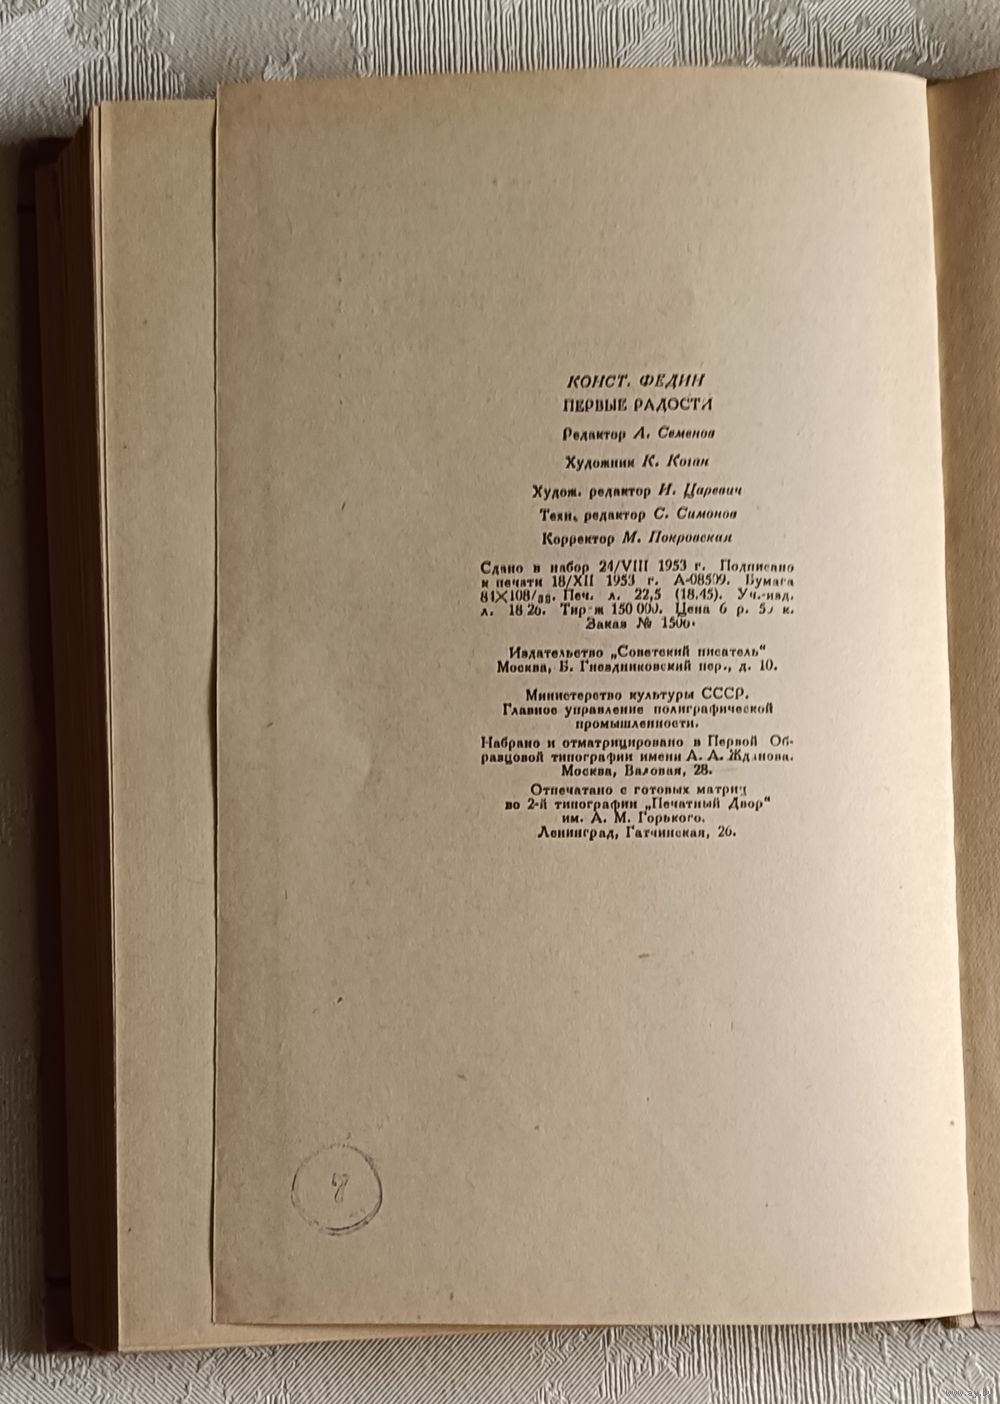 КОНСТ. ФЕДИН
ПЕРВЫЕ РАДОСТИ
Редактор А. Семенов
Художник К. Коган
Худож. редактор И. Царевич
Техн. редактор С. Симонов
Корректор М. Покровская
Сдано в набор 24/VIII 1953 г. Подписано
к печати 18/XII 1953 г. А-08509. Бумага
81×108/32. Печ. л. 22,5 (18,45). Уч.-изд.
л. 18,26. Тираж 150 000. Цена 6 р. 50 к.
Заказ № 1506.
Издательство „Советский писатель“
Москва, Б. Гнездниковский пер., д. 10.
Министерство культуры СССР.
Главное управление полиграфической
промышленности.
Набрано и отматрицировано в Первой Об-
разцовой типографии имени А. А. Жданова.
Москва, Валовая, 28.
Отпечатано с готовых матриц
во 2-й типографии „Печатный Двор“
им. А. М. Горького.
Ленинград, Гатчинская, 26.
7